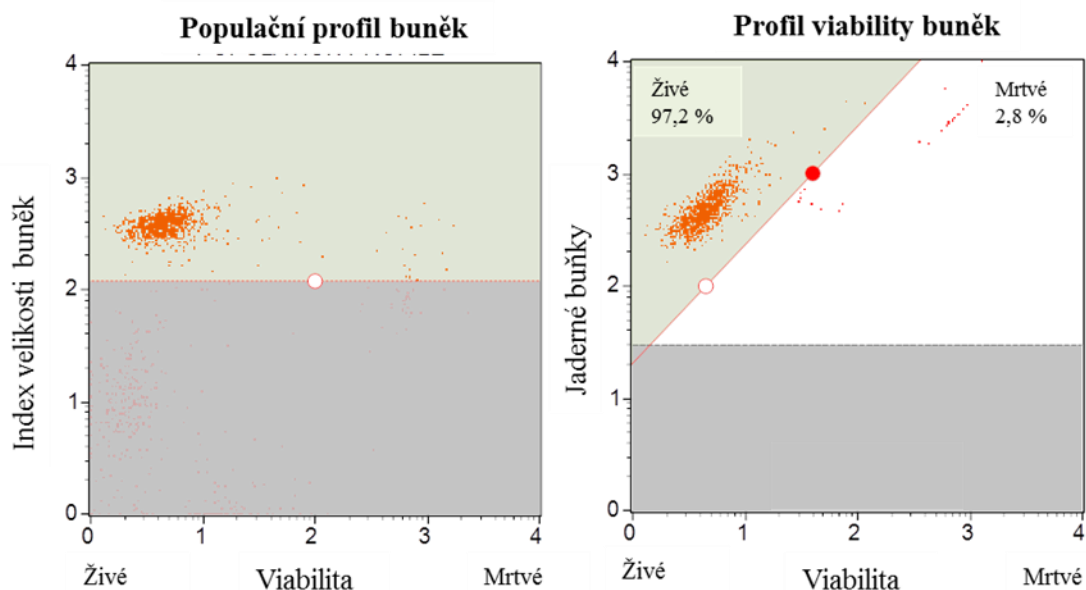 Populační profil buněk
4
3
2
1
0
0
1
2
3
4
Index velikosti buněk
Živé
Viabilita
Mrtvé
Profil viability buněk
Živé
97,2 %
Mrtvé
2,8 %
4
3
2
1
0
0
1
2
3
4
Jaderné buňky
Živé
Viabilita
Mrtvé